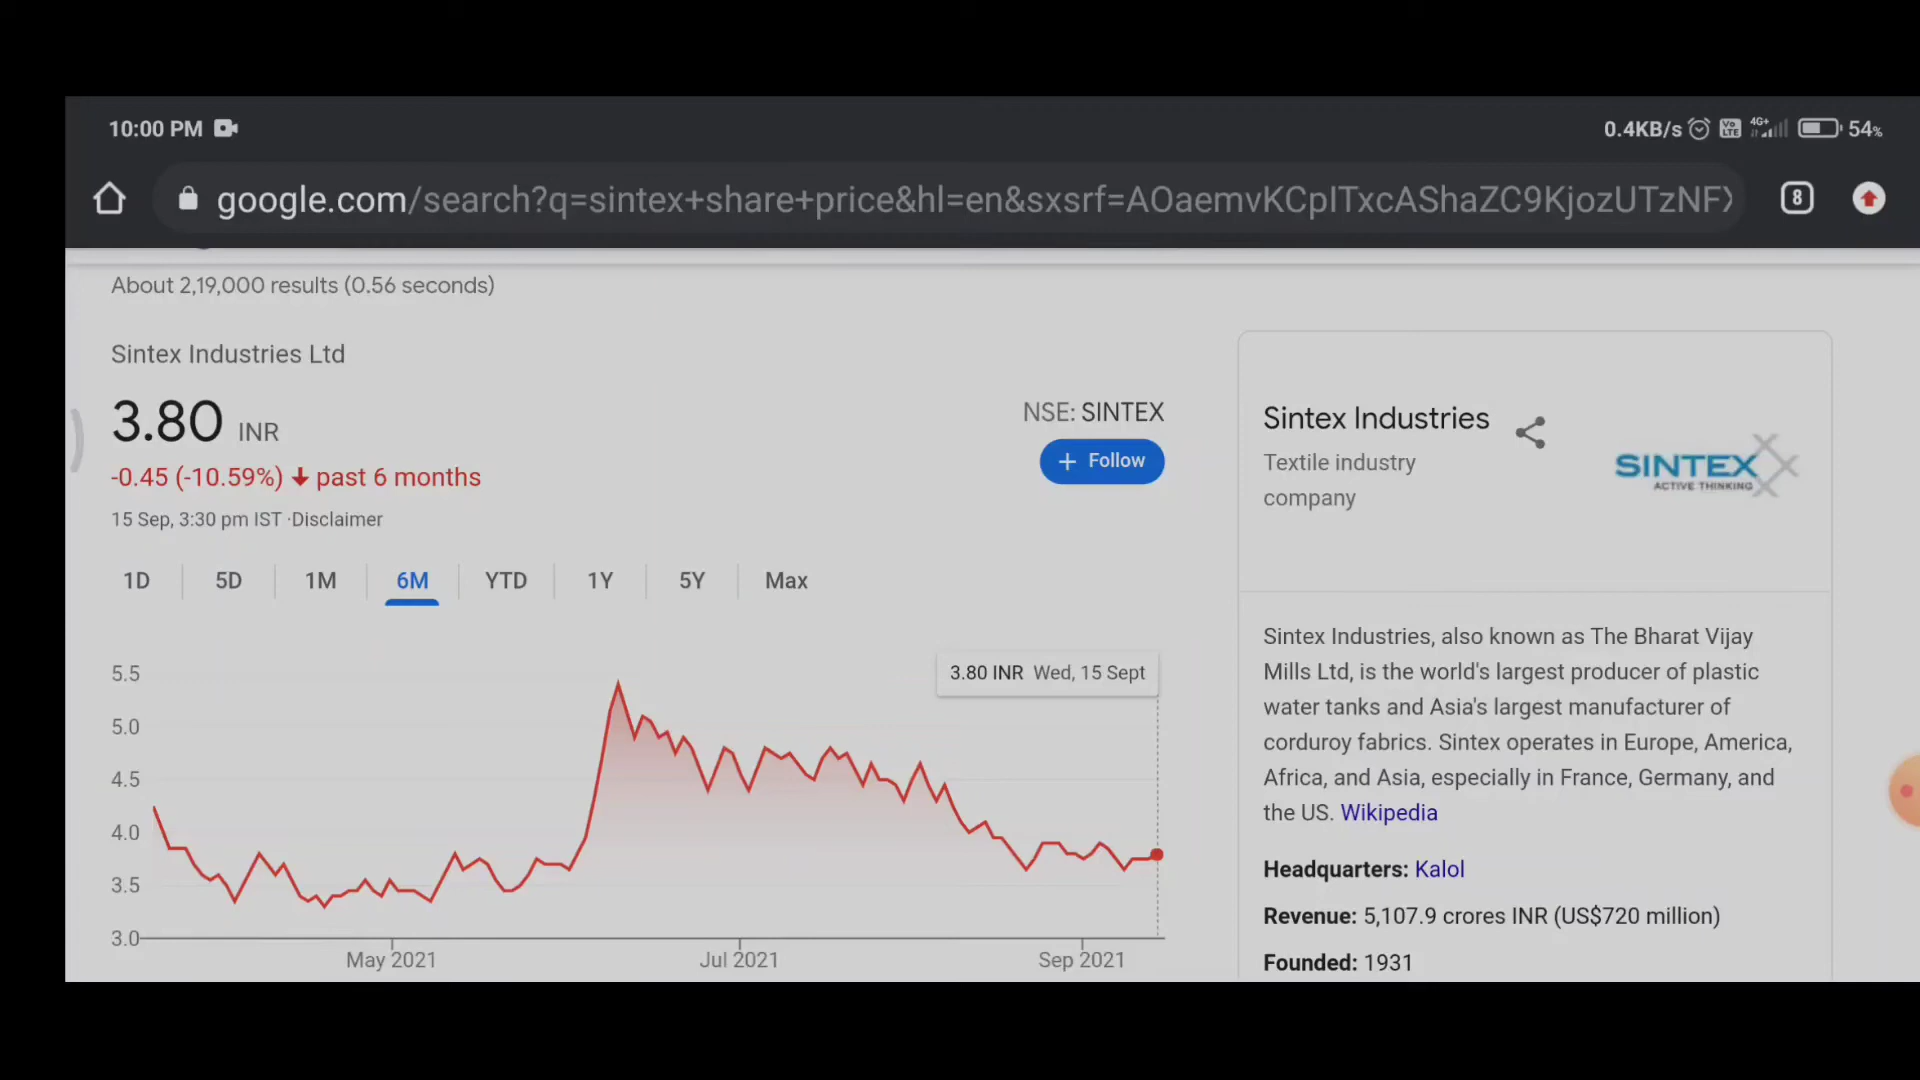 10:00 PM
0.4KB/s Vo LTE 4G+ 54%
google.com/search?q=sintex+share+price&hl=en&sxsrf=AOaemvKCpITxcAShaZC9KjozUTzNFX
8
About 2,19,000 results (0.56 seconds)
Sintex Industries Ltd
3.80 INR
NSE: SINTEX
+ Follow
-0.45 (-10.59%) ↓ past 6 months
15 Sep, 3:30 pm IST ·Disclaimer
1D 5D 1M 6M YTD 1Y 5Y Max
3.80 INR Wed, 15 Sept
5.5
5.0
4.5
4.0
3.5
3.0
May 2021 Jul 2021 Sep 2021
Sintex Industries
Textile industry
company
SINTEX
ACTIVE THINKING
Sintex Industries, also known as The Bharat Vijay
Mills Ltd, is the world's largest producer of plastic
water tanks and Asia's largest manufacturer of
corduroy fabrics. Sintex operates in Europe, America,
Africa, and Asia, especially in France, Germany, and
the US. Wikipedia
Headquarters: Kalol
Revenue: 5,107.9 crores INR (US$720 million)
Founded: 1931